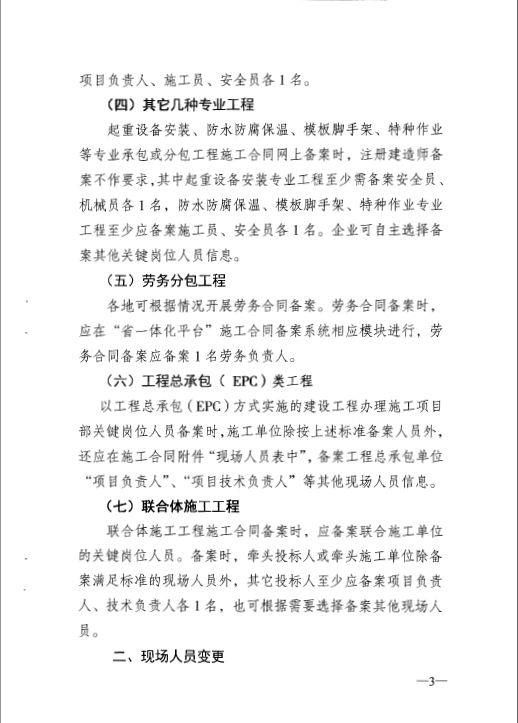 项目负责人、施工员、安全员各1名。
（四）其它几种专业工程
起重设备安装、防水防腐保温、模板脚手架、特种作业
等专业承包或分包工程施工合同网上备案时，注册建造师备
案不作要求,其中起重设备安装专业工程至少需备案安全员、
机械员各1名，防水防腐保温、模板脚手架、特种作业专业
工程至少应备案施工员、安全员各1名。企业可自主选择备
案其他关键岗位人员信息。
（五）劳务分包工程
各地可根据情况开展劳务合同备案。劳务合同备案时，
应在“省一体化平台”施工合同备案系统相应模块进行，劳
务合同备案应备案1名劳务负责人。
（六）工程总承包（ EPC）类工程
以工程总承包（EPC）方式实施的建设工程办理施工项目
部关键岗位人员备案时,施工单位除按上述标准备案人员外,
还应在施工合同附件“现场人员表中”，备案工程总承包单位
“项目负责人”、“项目技术负责人”等其他现场人员信息。
（七）联合体施工工程
联合体施工工程施工合同备案时，应备案联合施工单位
的关键岗位人员。备案时，牵头投标人或牵头施工单位除备
案满足标准的现场人员外，其它投标人至少应备案项目负责
人、技术负责人各1名，也可根据需要选择备案其他现场人
员。
二、现场人员变更
—3—